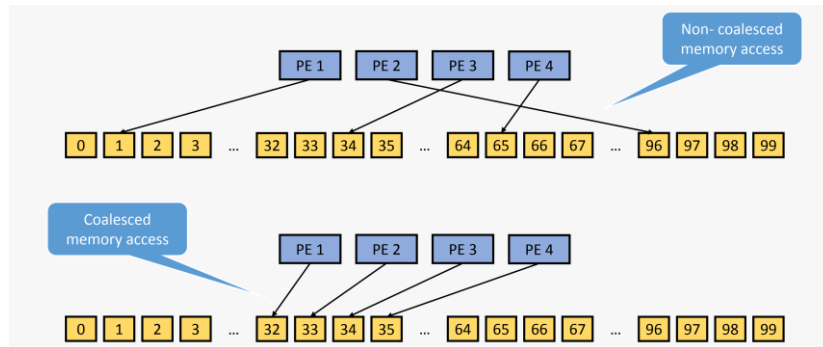 Non- coalesced
memory access
PE 1 PE 2 PE 3 PE 4
0 1 2 3 ... 32 33 34 35 ... 64 65 66 67 ... 96 97 98 99
Coalesced
memory access
PE 1 PE 2 PE 3 PE 4
0 1 2 3 ... 32 33 34 35 ... 64 65 66 67 ... 96 97 98 99